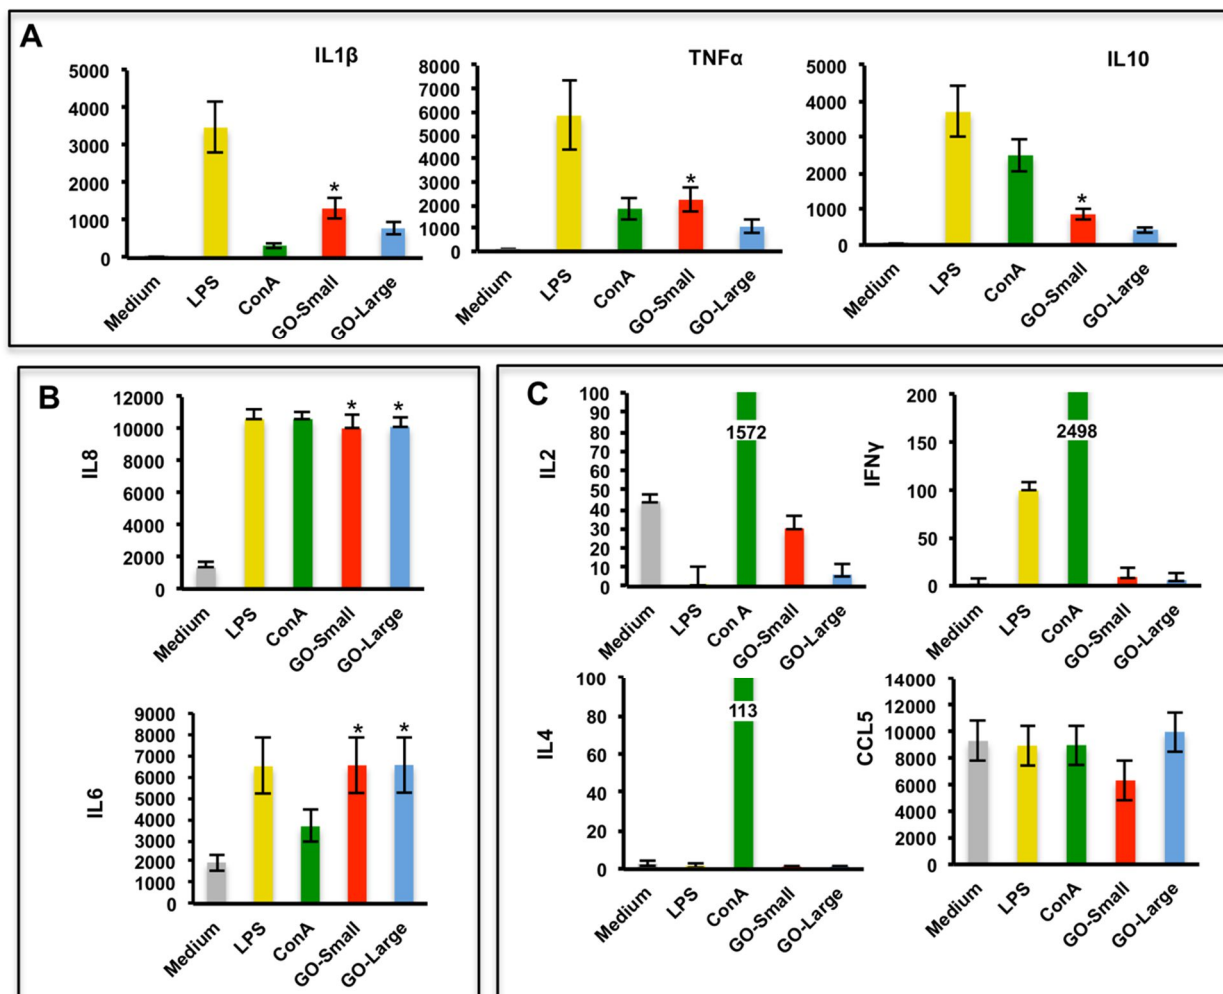 A
IL1β
5000
4000
3000
2000
1000
0
*
Medium
LPS
ConA
GO-Small
GO-Large
TNFα
8000
7000
6000
5000
4000
3000
2000
1000
0
*
Medium
LPS
ConA
GO-Small
GO-Large
IL10
5000
4000
3000
2000
1000
0
*
Medium
LPS
ConA
GO-Small
GO-Large
B
IL8
12000
10000
8000
6000
4000
2000
0
* *
Medium
LPS
ConA
GO-Small
GO-Large
IL6
9000
8000
7000
6000
5000
4000
3000
2000
1000
0
* *
Medium
LPS
ConA
GO-Small
GO-Large
C
IL2
100
90
80
70
60
50
40
30
20
10
0
1572
Medium
LPS
Con A
GO-Small
GO-Large
IFNγ
200
150
100
50
0
2498
Medium
LPS
ConA
GO-Small
GO-Large
IL4
100
80
60
40
20
0
113
Medium
LPS
ConA
GO-Small
GO-Large
CCL5
14000
12000
10000
8000
6000
4000
2000
0
Medium
LPS
ConA
GO-Small
GO-Large